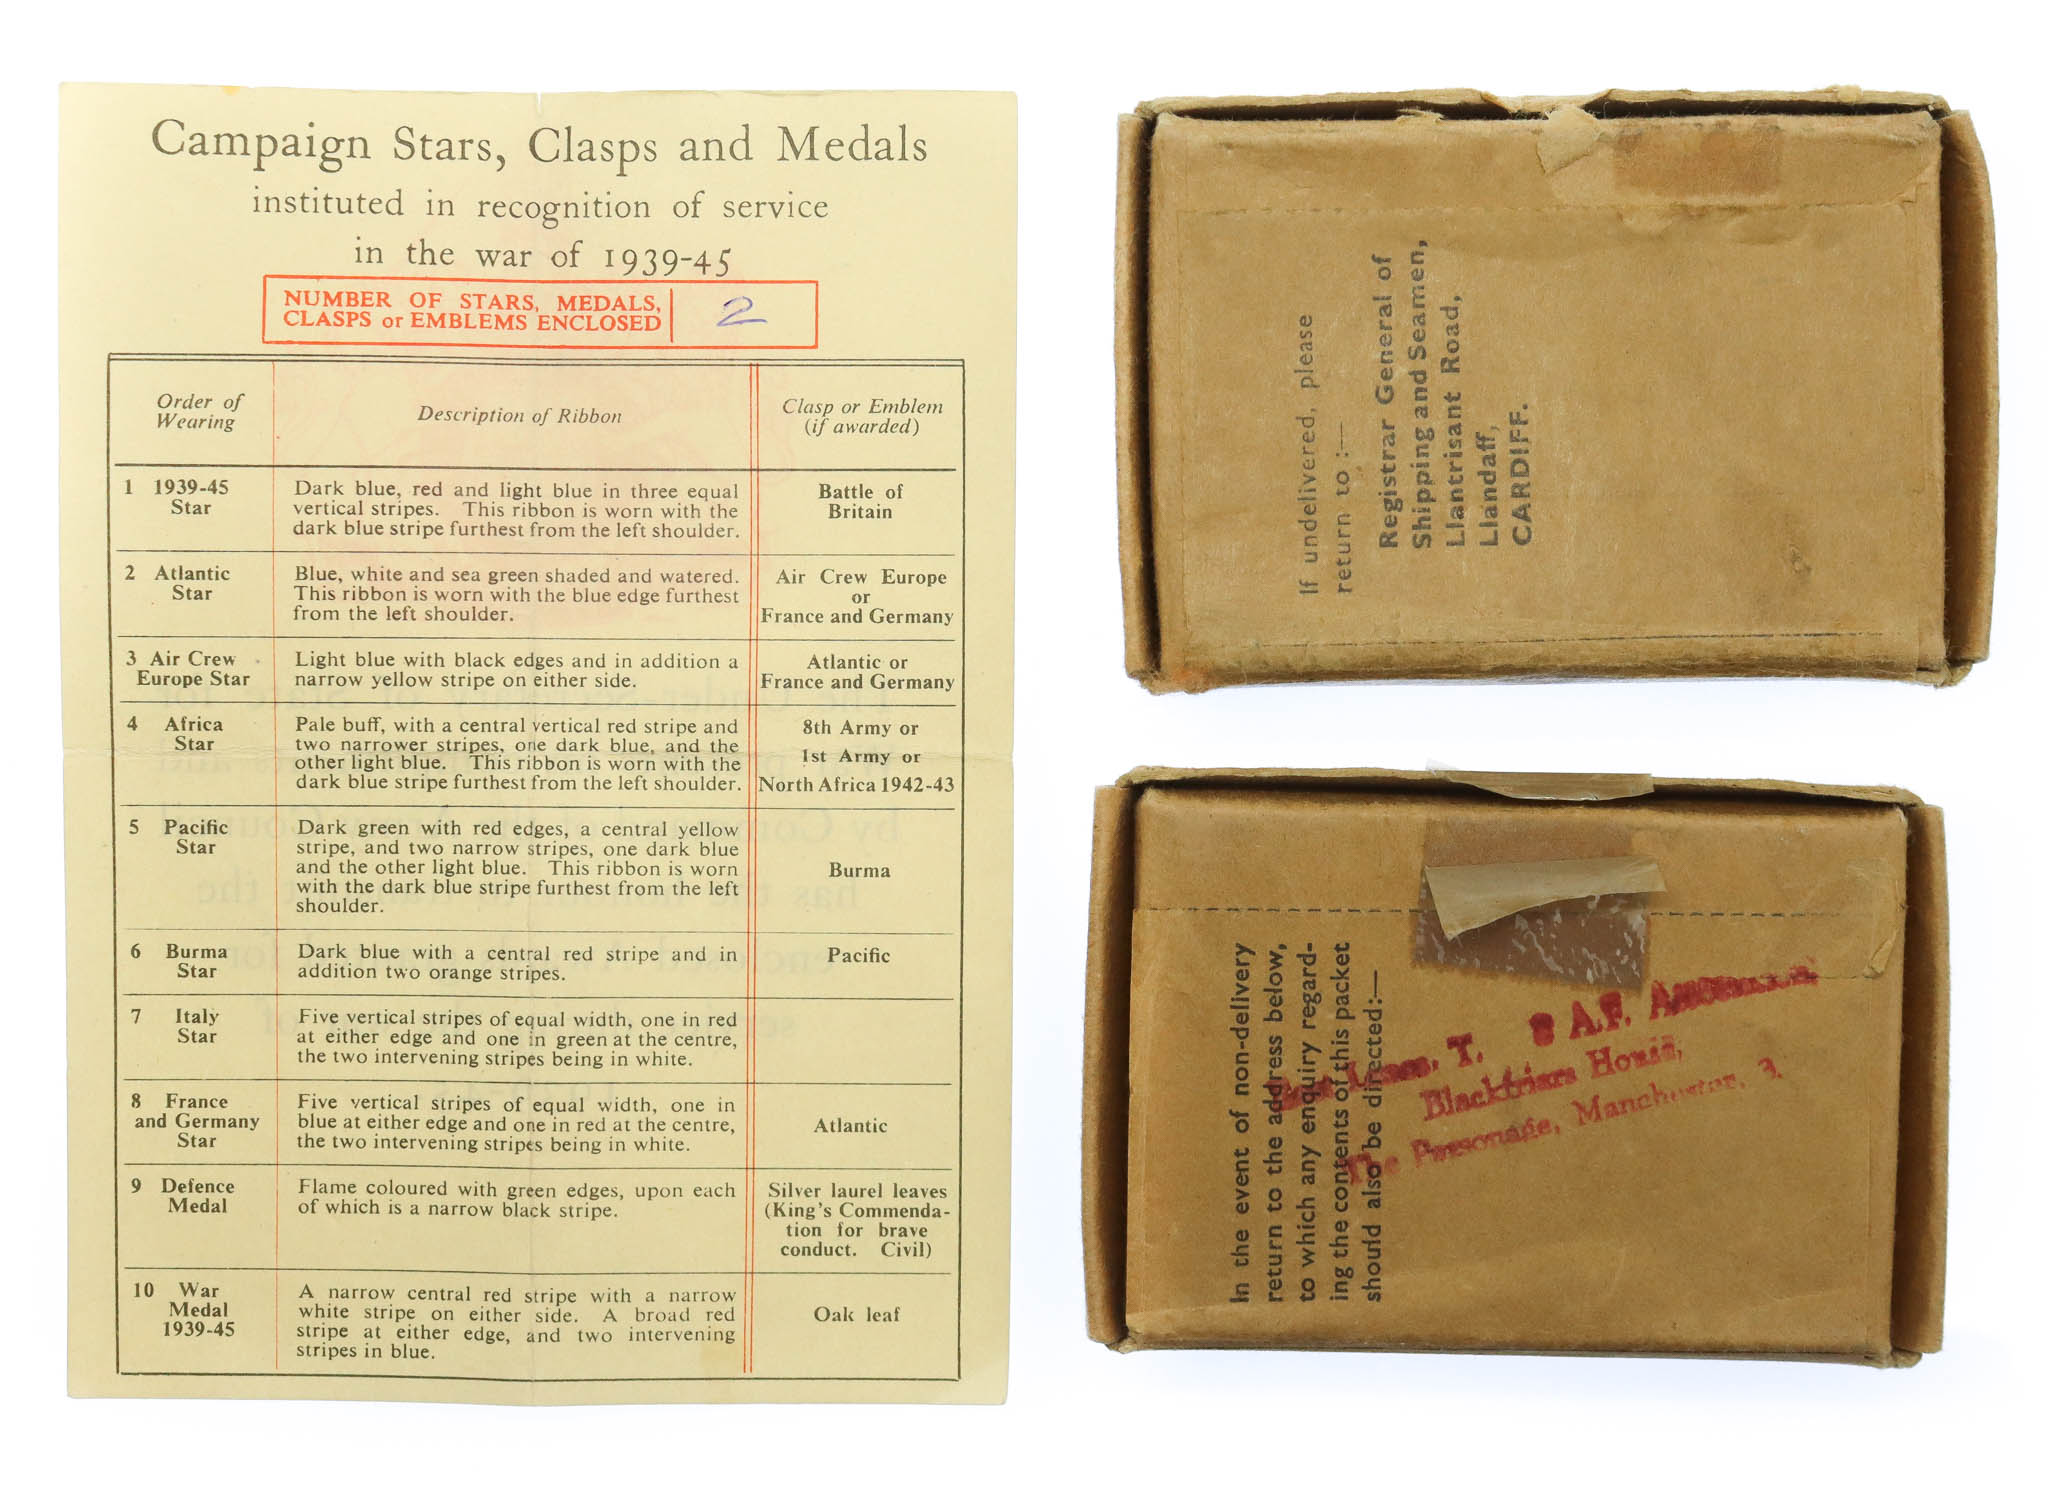 Campaign Stars, Clasps and Medals
instituted in recognition of service
in the war of 1939-45
NUMBER OF STARS, MEDALS,
CLASPS or EMBLEMS ENCLOSED
2
Order of
Wearing
Description of Ribbon
Clasp or Emblem
(if awarded)
1 1939-45
Star
Dark blue, red and light blue in three equal
vertical stripes. This ribbon is worn with the
dark blue stripe furthest from the left shoulder.
Battle of
Britain
2 Atlantic
Star
Blue, white and sea green shaded and watered.
This ribbon is worn with the blue edge furthest
from the left shoulder.
Air Crew Europe
or
France and Germany
3 Air Crew
Europe Star
Light blue with black edges and in addition a
narrow yellow stripe on either side.
Atlantic or
France and Germany
4 Africa
Star
Pale buff, with a central vertical red stripe and
two narrower stripes, one dark blue, and the
other light blue. This ribbon is worn with the
dark blue stripe furthest from the left shoulder.
8th Army or
1st Army or
North Africa 1942-43
5 Pacific
Star
Dark green with red edges, a central yellow
stripe, and two narrow stripes, one dark blue
and the other light blue. This ribbon is worn
with the dark blue stripe furthest from the left
shoulder.
Burma
6 Burma
Star
Dark blue with a central red stripe and in
addition two orange stripes.
Pacific
7 Italy
Star
Five vertical stripes of equal width, one in red
at either edge and one in green at the centre,
the two intervening stripes being in white.
8 France
and Germany
Star
Five vertical stripes of equal width, one in
blue at either edge and one in red at the centre,
the two intervening stripes being in white.
Atlantic
9 Defence
Medal
Flame coloured with green edges, upon each
of which is a narrow black stripe.
Silver laurel leaves
(King's Commenda-
tion for brave
conduct. Civil)
10 War
Medal
1939-45
A narrow central red stripe with a narrow
white stripe on either side. A broad red
stripe at either edge, and two intervening
stripes in blue.
Oak leaf
If undelivered, please
return to :—
Registrar General of
Shipping and Seamen,
Llantrisant Road,
Llandaff,
CARDIFF.
In the event of non-delivery
return to the address below,
to which any enquiry regard-
ing the contents of this packet
should also be directed:—
T. & A.F.
Blackfriars House,
The Parsonage, Manchester, 3.